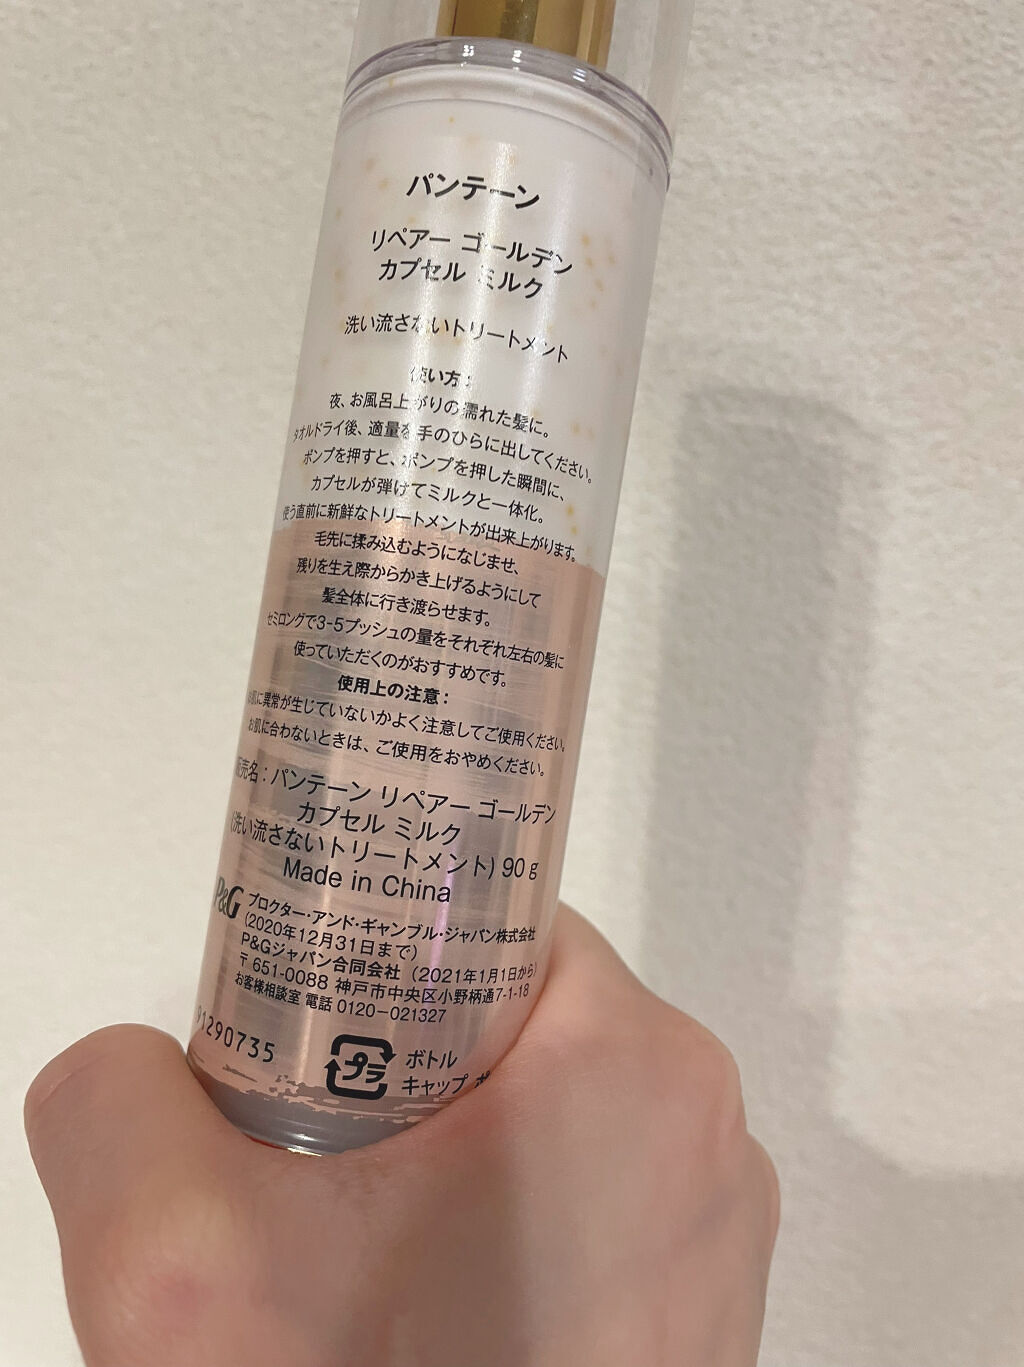 パンテーン
リペアー ゴールデン
カプセル ミルク
洗い流さないトリートメント
使い方：
夜、お風呂上がりの濡れた髪に。
タオルドライ後、適量を手のひらに出してください。
ポンプを押すと、ポンプを押した瞬間に、
カプセルが弾けてミルクと一体化。
使う直前に新鮮なトリートメントが出来上がります。
毛先に揉み込むようになじませ、
残りを生え際からかき上げるようにして
髪全体に行き渡らせます。
セミロングで3-5プッシュの量をそれぞれ左右の髪に
使っていただくのがおすすめです。
使用上の注意：
お肌に異常が生じていないかよく注意してご使用ください。
お肌に合わないときは、ご使用をおやめください。
販売名：パンテーン リペアー ゴールデン
カプセル ミルク
(洗い流さないトリートメント) 90 g
Made in China
P&G プロクター・アンド・ギャンブル・ジャパン株式会社
(2020年12月31日まで)
P&Gジャパン合同会社 (2021年1月1日から)
〒 651-0088 神戸市中央区小野柄通7-1-18
お客様相談室 電話 0120-021327
91290735
プラ ボトル
キャップ